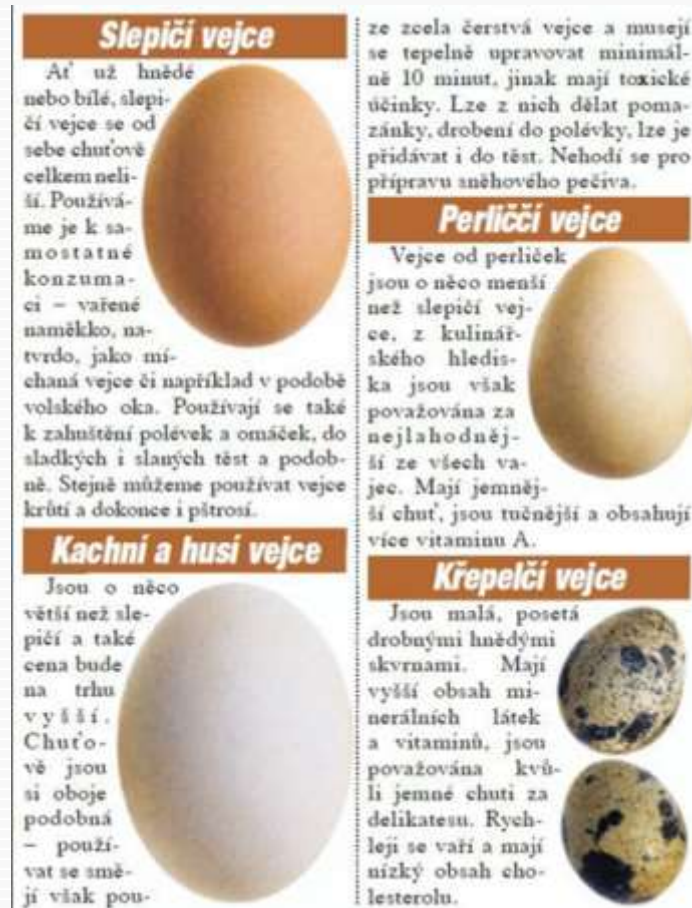 Slepičí vejce
Ať už hnědé
nebo bílé, slepi-
čí vejce se od
sebe chuťově
celkem neli-
ší. Používá-
me je k sa-
mostatné
konzuma-
ci – vařené
naměkko, na-
tvrdo, jako mí-
chaná vejce či například v podobě
volského oka. Používají se také
k zahuštění polévek a omáček, do
sladkých i slaných těst a podob-
ně. Stejně můžeme používat vejce
krůtí a dokonce i pštrosí.
Kachní a husí vejce
Jsou o něco
větší než sle-
pičí a také
cena bude
na trhu
vyšší.
Chuťo-
vě jsou
si oboje
podobná
– použí-
vat se smě-
jí však pou-
ze zcela čerstvá vejce a musejí
se tepelně upravovat minimál-
ně 10 minut, jinak mají toxické
účinky. Lze z nich dělat poma-
zánky, drobení do polévky, lze je
přidávat i do těst. Nehodí se pro
přípravu sněhového pečiva.
Perliččí vejce
Vejce od perliček
jsou o něco menší
než slepičí vej-
ce, z kulinář-
ského hledis-
ka jsou však
považována za
nejlahodněj-
ší ze všech va-
jec. Mají jemněj-
ší chuť, jsou tučnější a obsahují
více vitaminu A.
Křepelčí vejce
Jsou malá, posetá
drobnými hnědými
skvrnami. Mají
vyšší obsah mi-
nerálních látek
a vitaminů, jsou
považována kvů-
li jemné chuti za
delikatesu. Rych-
leji se vaří a mají
nízký obsah cho-
lesterolu.